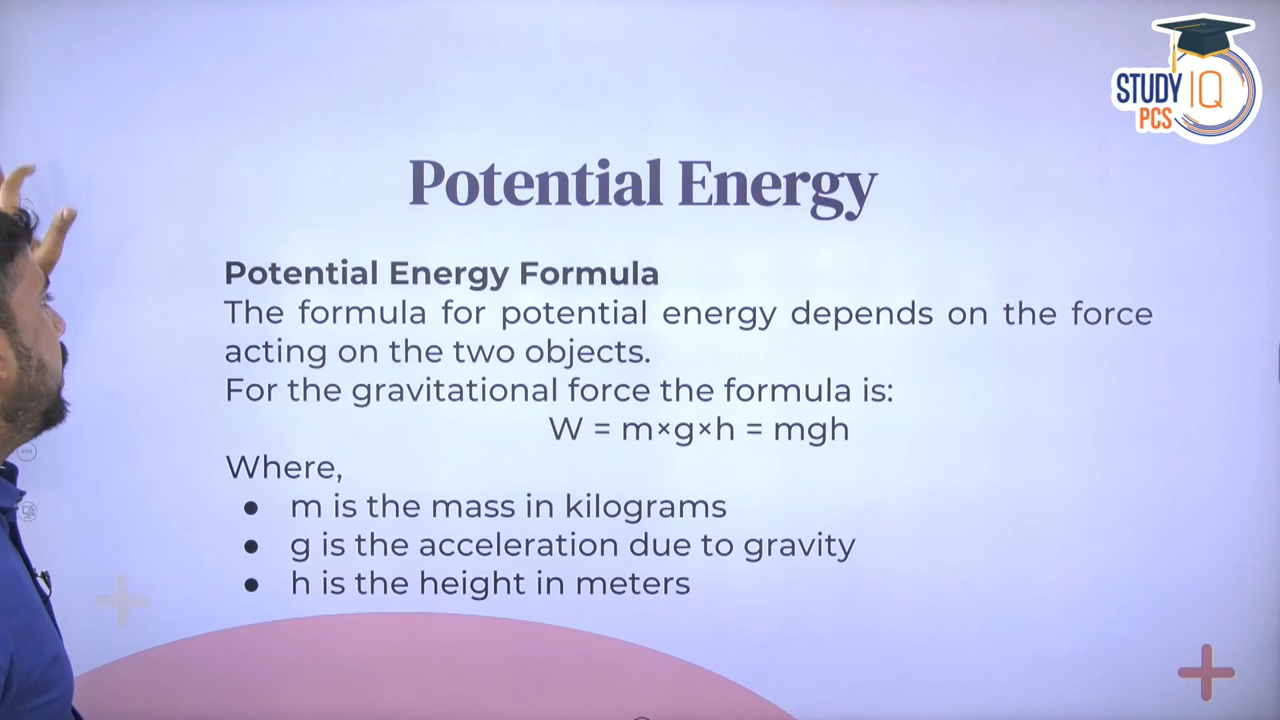 STUDY IQ
PCS
Potential Energy
Potential Energy Formula
The formula for potential energy depends on the force
acting on the two objects.
For the gravitational force the formula is:
W = m×g×h = mgh
Where,
● m is the mass in kilograms
● g is the acceleration due to gravity
● h is the height in meters